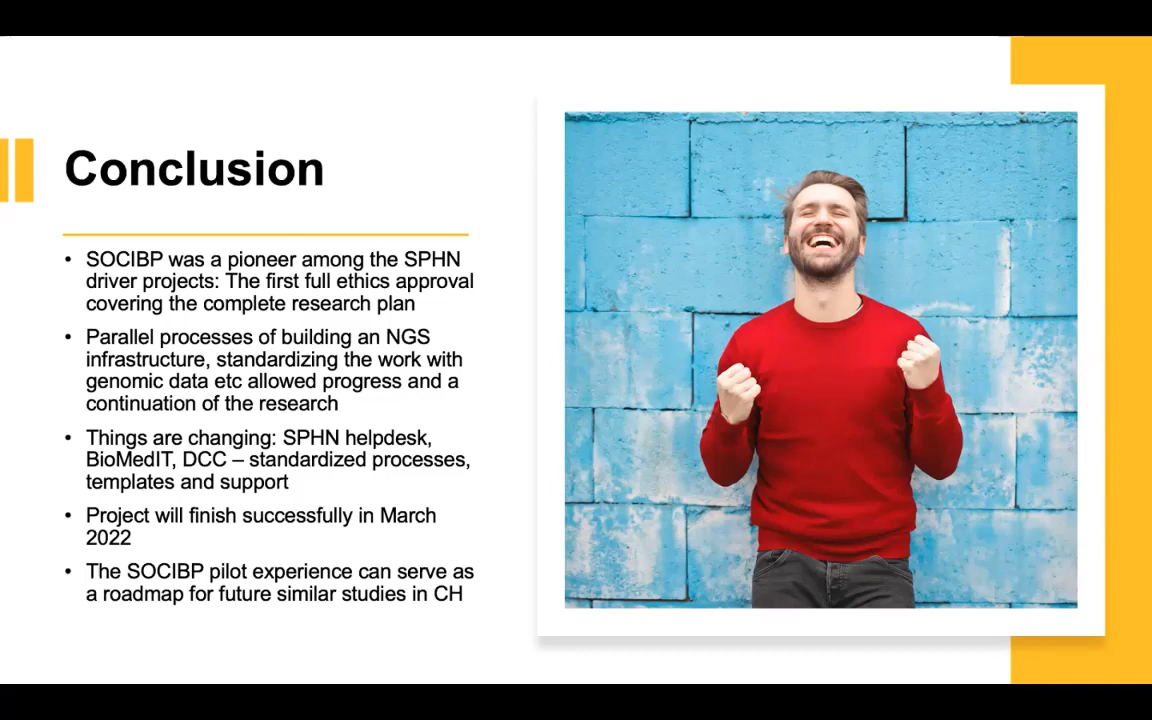 Conclusion
• SOCIBP was a pioneer among the SPHN
driver projects: The first full ethics approval
covering the complete research plan
• Parallel processes of building an NGS
infrastructure, standardizing the work with
genomic data etc allowed progress and a
continuation of the research
• Things are changing: SPHN helpdesk,
BioMedIT, DCC – standardized processes,
templates and support
• Project will finish successfully in March
2022
• The SOCIBP pilot experience can serve as
a roadmap for future similar studies in CH